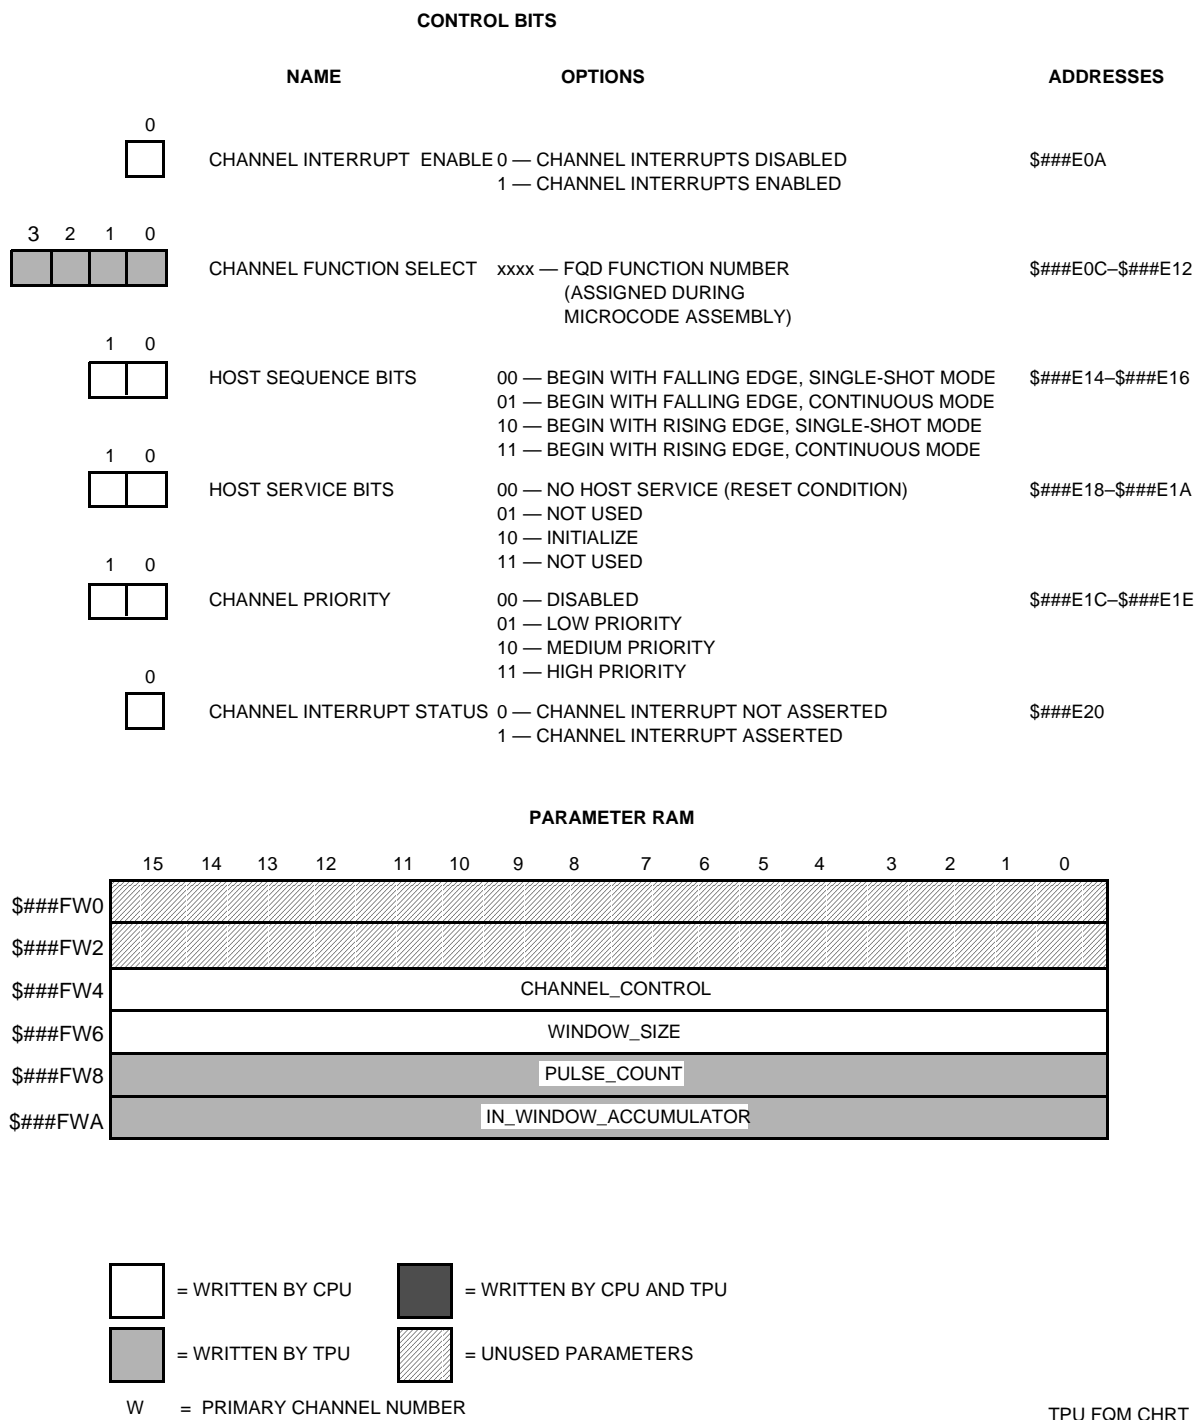 CONTROL BITS
NAME OPTIONS ADDRESSES
0
CHANNEL INTERRUPT ENABLE 0 — CHANNEL INTERRUPTS DISABLED $###E0A
1 — CHANNEL INTERRUPTS ENABLED
3 2 1 0
CHANNEL FUNCTION SELECT xxxx — FQD FUNCTION NUMBER $###E0C–$###E12
(ASSIGNED DURING
MICROCODE ASSEMBLY)
1 0
HOST SEQUENCE BITS 00 — BEGIN WITH FALLING EDGE, SINGLE-SHOT MODE $###E14–$###E16
01 — BEGIN WITH FALLING EDGE, CONTINUOUS MODE
10 — BEGIN WITH RISING EDGE, SINGLE-SHOT MODE
11 — BEGIN WITH RISING EDGE, CONTINUOUS MODE
1 0
HOST SERVICE BITS 00 — NO HOST SERVICE (RESET CONDITION) $###E18–$###E1A
01 — NOT USED
10 — INITIALIZE
11 — NOT USED
1 0
CHANNEL PRIORITY 00 — DISABLED $###E1C–$###E1E
01 — LOW PRIORITY
10 — MEDIUM PRIORITY
11 — HIGH PRIORITY
0
CHANNEL INTERRUPT STATUS 0 — CHANNEL INTERRUPT NOT ASSERTED $###E20
1 — CHANNEL INTERRUPT ASSERTED
PARAMETER RAM
15 14 13 12 11 10 9 8 7 6 5 4 3 2 1 0
$###FW0
$###FW2
$###FW4 CHANNEL_CONTROL
$###FW6 WINDOW_SIZE
$###FW8 PULSE_COUNT
$###FWA IN_WINDOW_ACCUMULATOR
= WRITTEN BY CPU = WRITTEN BY CPU AND TPU
= WRITTEN BY TPU = UNUSED PARAMETERS
W = PRIMARY CHANNEL NUMBER
TPU FQM CHRT